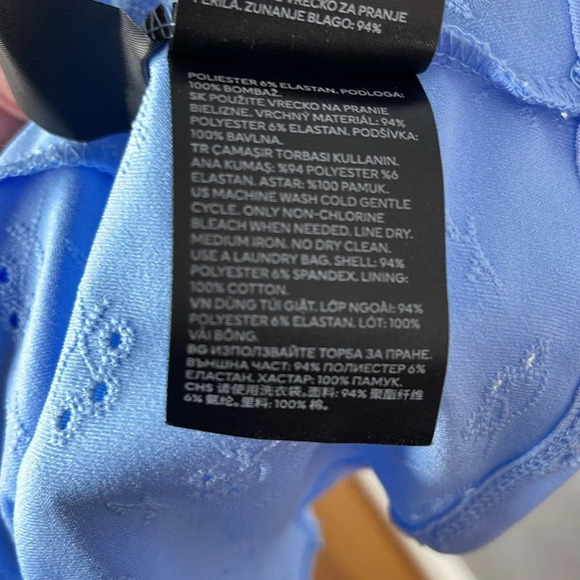 VREČKO ZA PRANJE
PERILA. ZUNANJE BLAGO: 94%
POLIESTER 6% ELASTAN. PODLOGA:
100% BOMBAŽ.
SK POUŽITE VRECKO NA PRANIE
BIELIZNE. VRCHNÝ MATERIÁL: 94%
POLYESTER 6% ELASTAN. PODŠÍVKA:
100% BAVLNA.
TR ÇAMAŞIR TORBASI KULLANIN.
ANA KUMAŞ: %94 POLYESTER %6
ELASTAN. ASTAR: %100 PAMUK.
US MACHINE WASH COLD GENTLE
CYCLE. ONLY NON-CHLORINE
BLEACH WHEN NEEDED. LINE DRY.
MEDIUM IRON. NO DRY CLEAN.
USE A LAUNDRY BAG. SHELL: 94%
POLYESTER 6% SPANDEX. LINING:
100% COTTON.
VN DÙNG TÚI GIẶT. LỚP NGOÀI: 94%
POLYESTER 6% ELASTAN. LÓT: 100%
VẢI BÔNG.
BG ИЗПОЛЗВАЙТЕ ТОРБА ЗА ПРАНЕ.
ВЪНШНА ЧАСТ: 94% ПОЛИЕСТЕР 6%
ЕЛАСТАН. ХАСТАР: 100% ПАМУК.
CHS 请使用洗衣袋。面料: 94% 聚酯纤维
6% 氨纶。里料: 100% 棉。